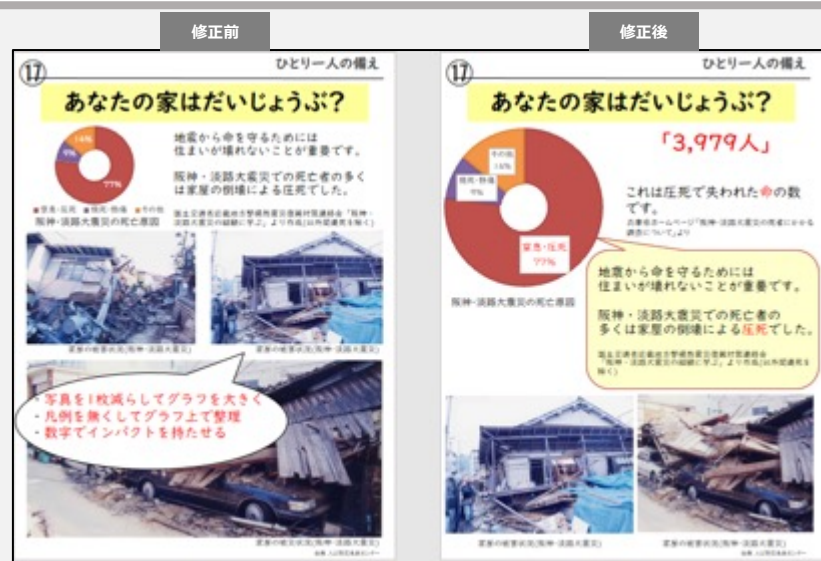 修正前
修正後
⑰
ひとり一人の備え
あなたの家はだいじょうぶ?
14%
9%
77%
地震から命を守るためには
住まいが壊れないことが重要です。
阪神・淡路大震災での死亡者の多く
は家屋の倒壊による圧死でした。
窒息・圧死
焼死・熱傷
その他
阪神・淡路大震災の死亡原因
家屋の被害状況(阪神・淡路大震災)
家屋の被害状況(阪神・淡路大震災)
・写真を1枚減らしてグラフを大きく
・凡例を無くしてグラフ上で整理
・数字でインパクトを持たせる
家屋の被災状況(阪神・淡路大震災)
⑰
ひとり一人の備え
あなたの家はだいじょうぶ?
「3,979人」
その他
14%
焼死・熱傷
9%
窒息・圧死
77%
これは圧死で失われた命の数
です。
阪神・淡路大震災の死亡原因
地震から命を守るためには
住まいが壊れないことが重要です。
阪神・淡路大震災での死亡者の
多くは家屋の倒壊による圧死でした。
家屋の被害状況(阪神・淡路大震災)
家屋の被害状況(阪神・淡路大震災)